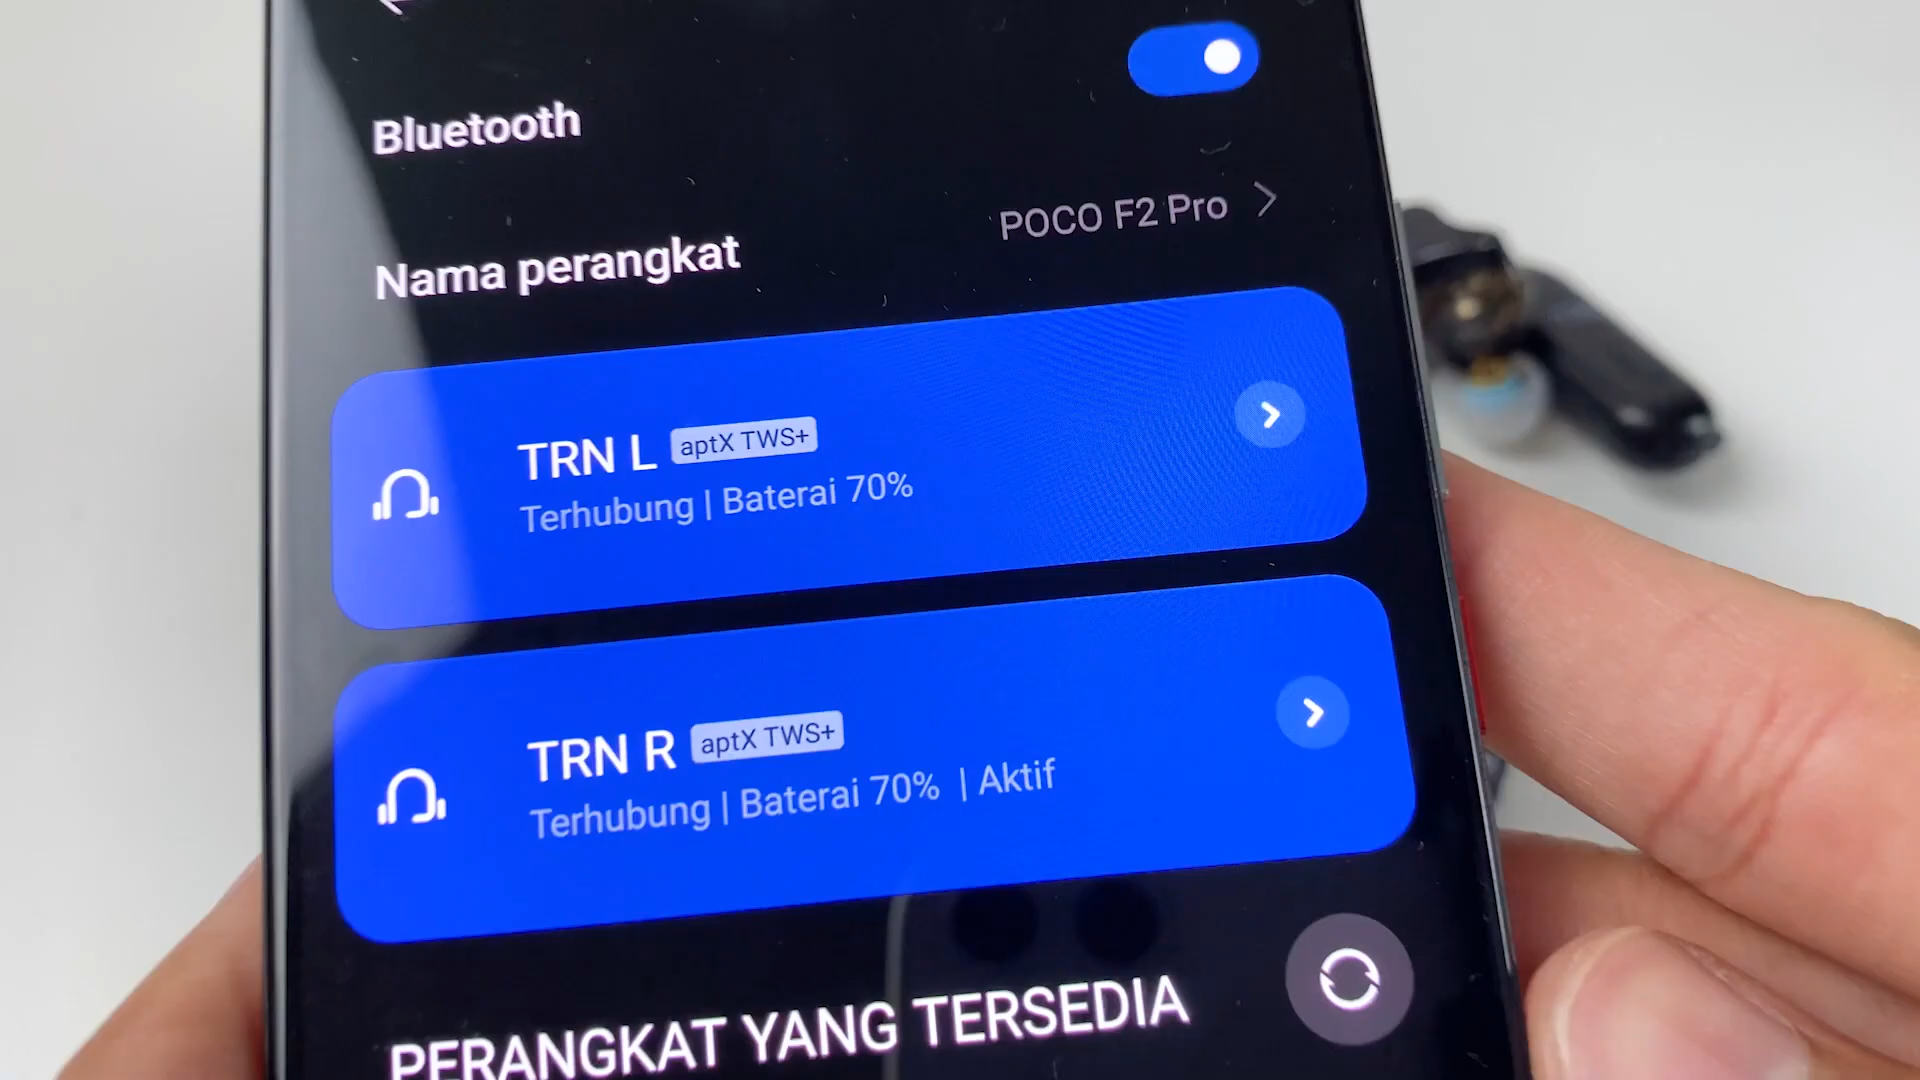 Bluetooth
Nama perangkat
POCO F2 Pro
TRN L aptX TWS+
Terhubung | Baterai 70%
TRN R aptX TWS+
Terhubung | Baterai 70% | Aktif
PERANGKAT YANG TERSEDIA